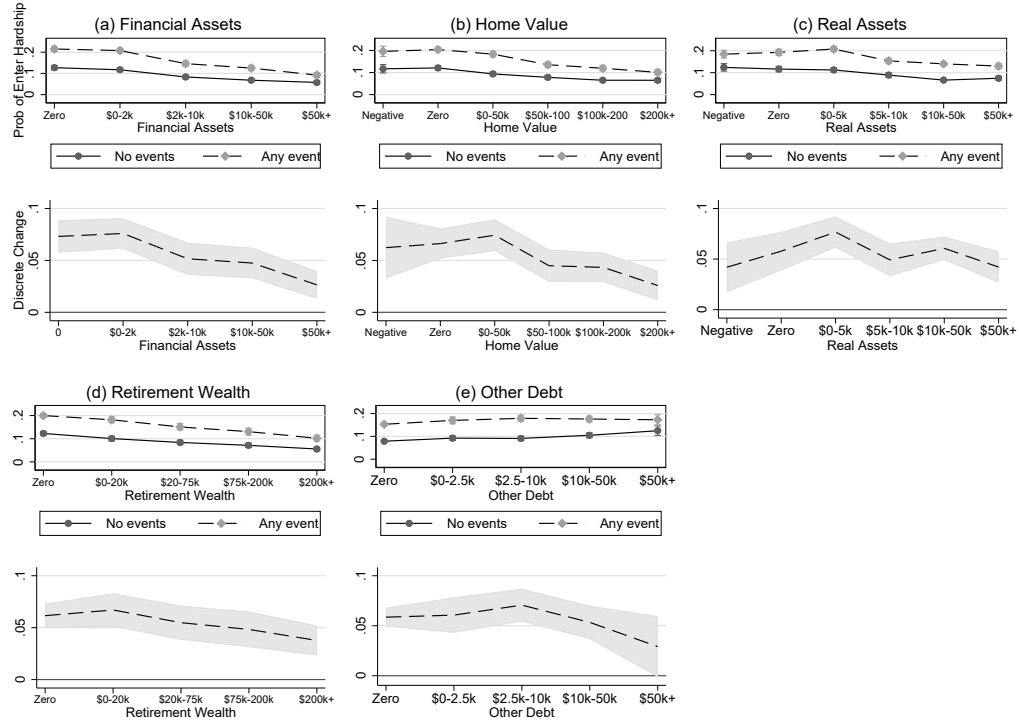 (a) Financial Assets
Prob of Enter Hardship
.2
.1
0
Zero $0-2k $2k-10k $10k-50k $50k+
Financial Assets
No events Any event
Discrete Change
.1
.05
0
0 $0-2k $2k-10k $10k-50k $50k+
Financial Assets
(b) Home Value
.2
.1
0
Negative Zero $0-50k $50k-100 $100k-200 $200k+
Home Value
No events Any event
.1
.05
0
Negative Zero $0-50k $50-100k $100k-200k $200k+
Home Value
(c) Real Assets
.2
.1
0
Negative Zero $0-5k $5k-10k $10k-50k $50k+
Real Assets
No events Any event
.1
.05
0
Negative Zero $0-5k $5k-10k $10k-50k $50k+
Real Assets
(d) Retirement Wealth
.2
.1
0
Zero $0-20k $20-75k $75k-200k $200k+
Retirement Wealth
No events Any event
.1
.05
0
Zero $0-20k $20k-75k $75k-200k $200k+
Retirement Wealth
(e) Other Debt
.2
.1
0
Zero $0-2.5k $2.5-10k $10k-50k $50k+
Other Debt
No events Any event
.1
.05
0
Zero $0-2.5k $2.5k-10k $10k-50k $50k+
Other Debt